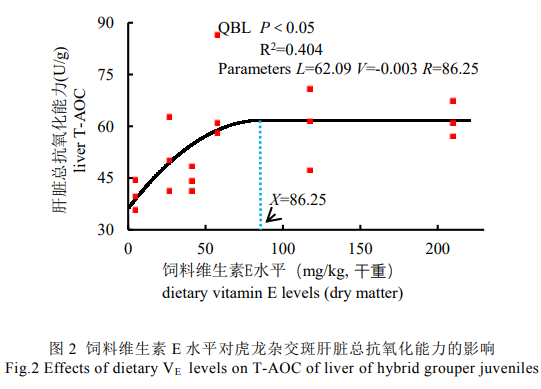 90
75
60
45
30
肝脏总抗氧化能力(U/g)
liver T-AOC
QBL P < 0.05
R²=0.404
Parameters L=62.09 V=-0.003 R=86.25
X=86.25
0 50 100 150 200
饲料维生素E水平 (mg/kg, 干重)
dietary vitamin E levels (dry matter)
图 2 饲料维生素 E 水平对虎龙杂交斑肝脏总抗氧化能力的影响
Fig.2 Effects of dietary VE levels on T-AOC of liver of hybrid grouper juveniles